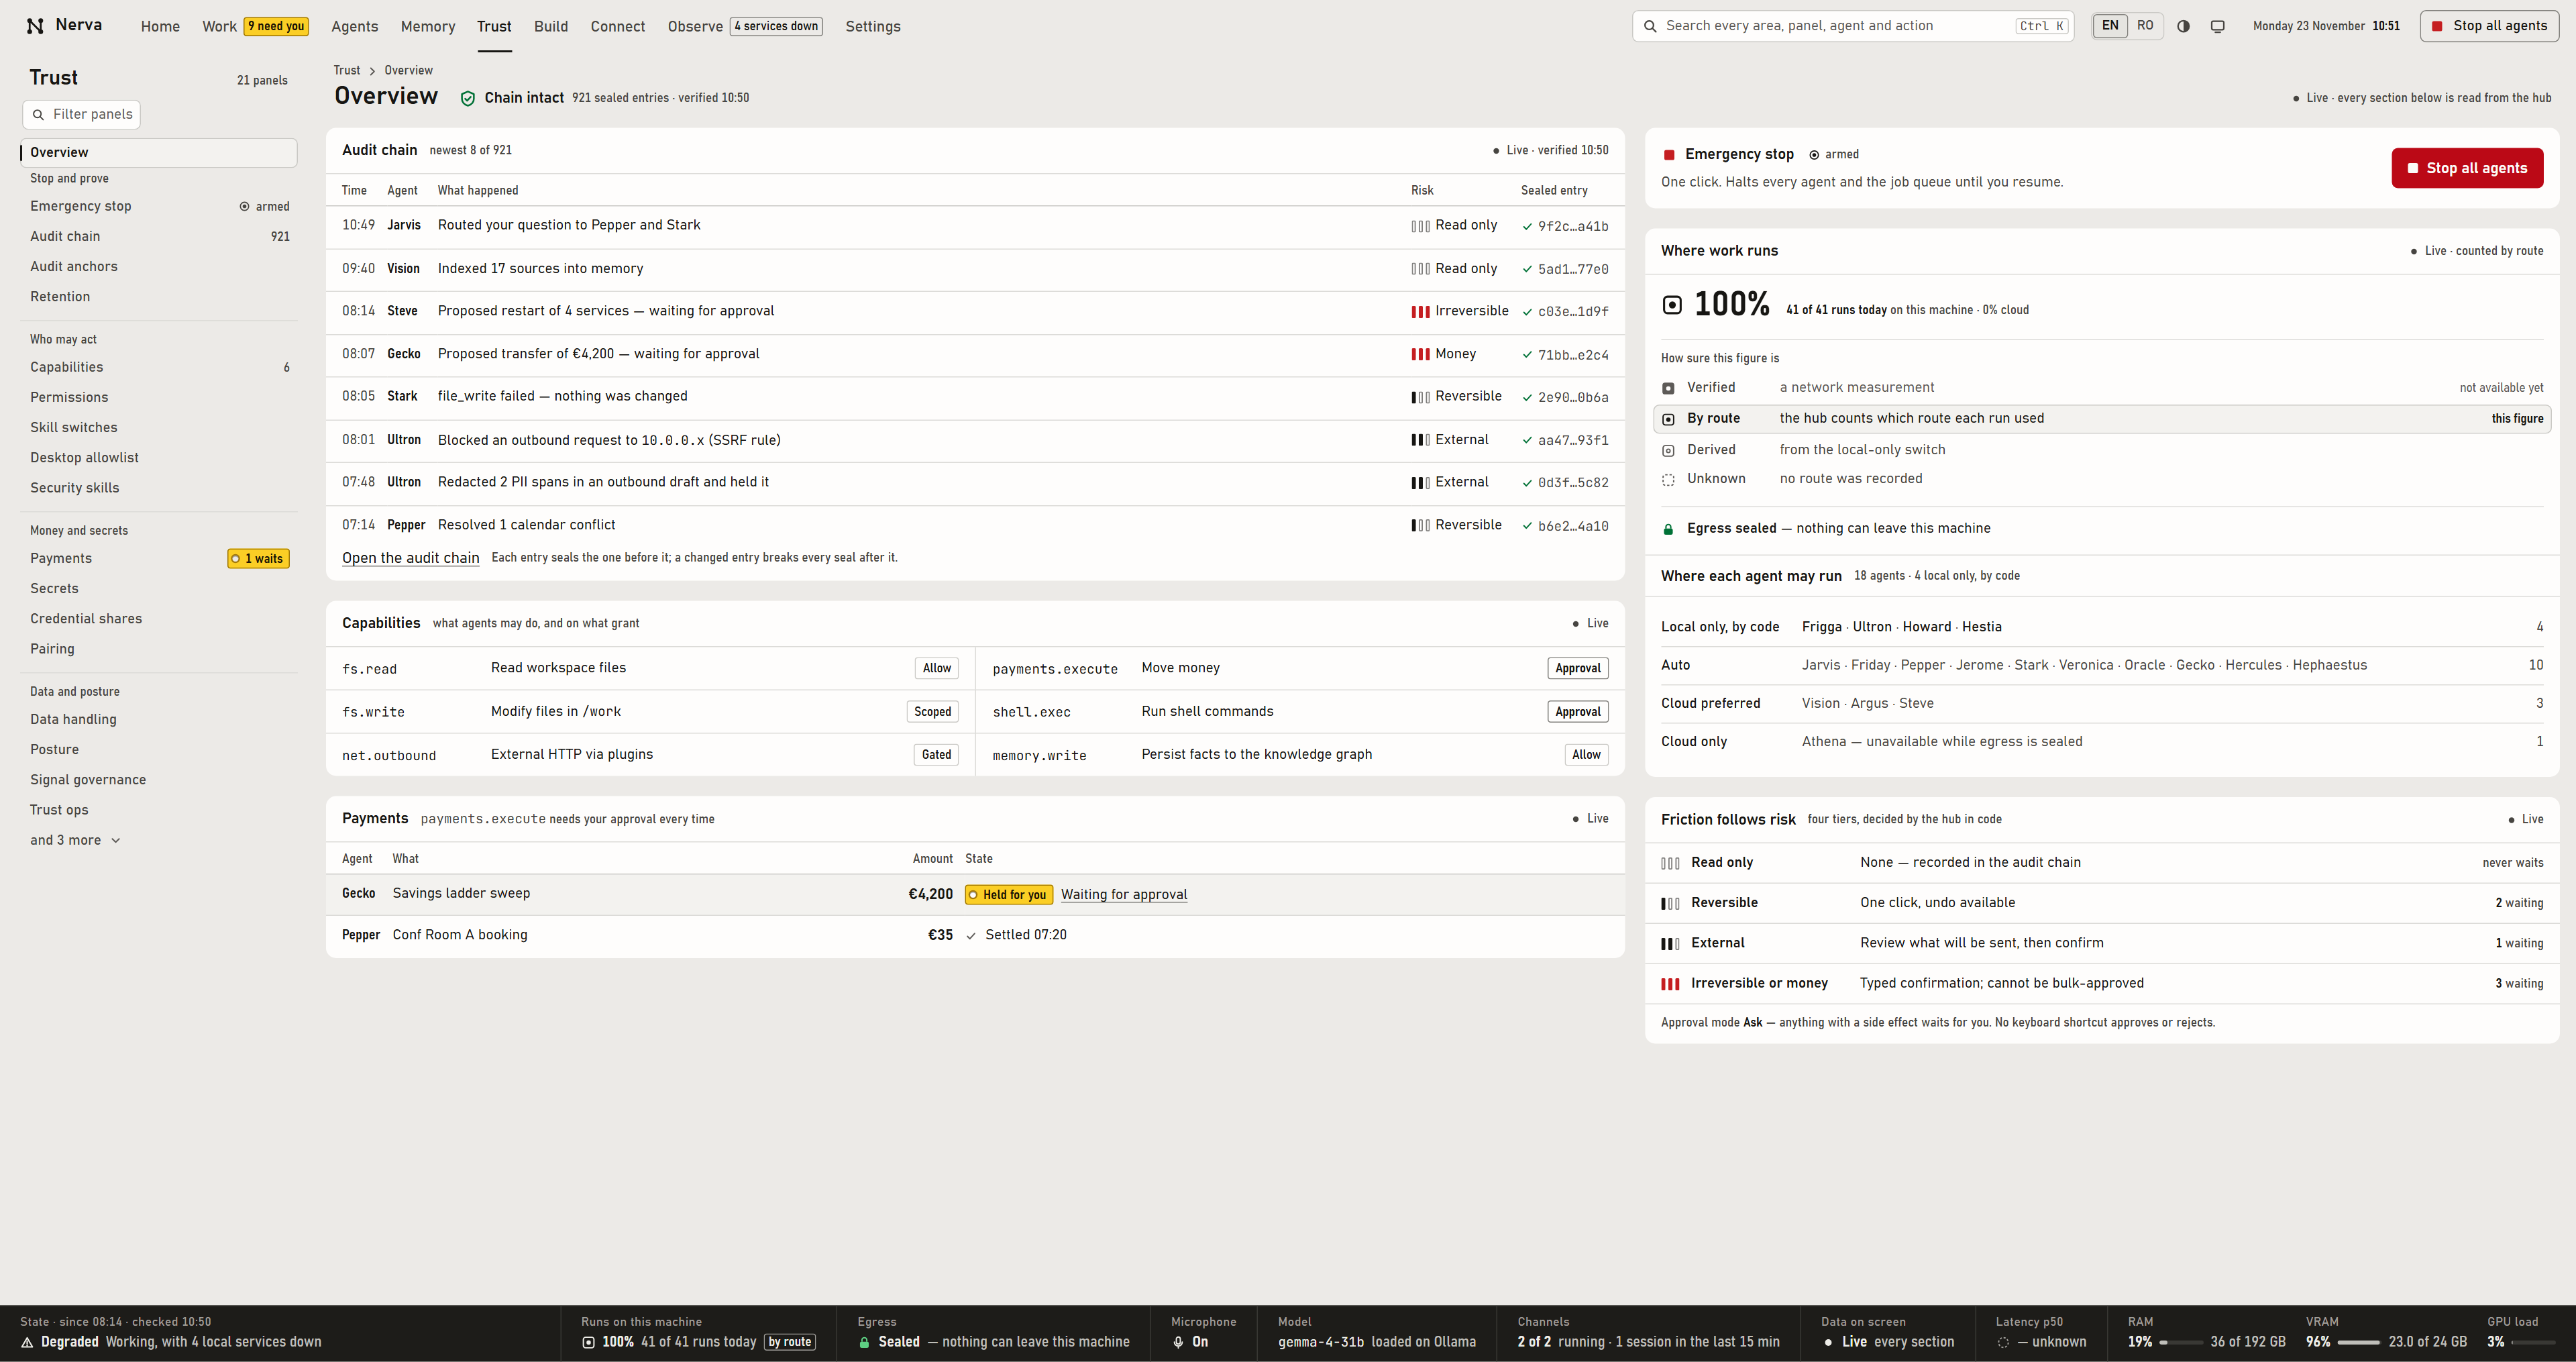 Nerva
Home
Work 9 need you
Agents
Memory
Trust
Build
Connect
Observe 4 services down
Settings
Search every area, panel, agent and action Ctrl K
EN RO
Monday 23 November 10:51
Stop all agents
Trust 21 panels
Filter panels
Overview
Stop and prove
Emergency stop armed
Audit chain 921
Audit anchors
Retention
Who may act
Capabilities 6
Permissions
Skill switches
Desktop allowlist
Security skills
Money and secrets
Payments 1 waits
Secrets
Credential shares
Pairing
Data and posture
Data handling
Posture
Signal governance
Trust ops
and 3 more
Trust > Overview
Overview Chain intact 921 sealed entries · verified 10:50
Live · every section below is read from the hub
Audit chain newest 8 of 921 Live · verified 10:50
Time Agent What happened Risk Sealed entry
10:49 Jarvis Routed your question to Pepper and Stark Read only 9f2c…a41b
09:40 Vision Indexed 17 sources into memory Read only 5ad1…77e0
08:14 Steve Proposed restart of 4 services — waiting for approval Irreversible c03e…1d9f
08:07 Gecko Proposed transfer of €4,200 — waiting for approval Money 71bb…e2c4
08:05 Stark file_write failed — nothing was changed Reversible 2e90…0b6a
08:01 Ultron Blocked an outbound request to 10.0.0.x (SSRF rule) External aa47…93f1
07:48 Ultron Redacted 2 PII spans in an outbound draft and held it External 0d3f…5c82
07:14 Pepper Resolved 1 calendar conflict Reversible b6e2…4a10
Open the audit chain Each entry seals the one before it; a changed entry breaks every seal after it.
Capabilities what agents may do, and on what grant Live
fs.read Read workspace files Allow
payments.execute Move money Approval
fs.write Modify files in /work Scoped
shell.exec Run shell commands Approval
net.outbound External HTTP via plugins Gated
memory.write Persist facts to the knowledge graph Allow
Payments payments.execute needs your approval every time Live
Agent What Amount State
Gecko Savings ladder sweep €4,200 Held for you Waiting for approval
Pepper Conf Room A booking €35 Settled 07:20
Emergency stop armed
One click. Halts every agent and the job queue until you resume.
Stop all agents
Where work runs Live · counted by route
100% 41 of 41 runs today on this machine · 0% cloud
How sure this figure is
Verified a network measurement not available yet
By route the hub counts which route each run used this figure
Derived from the local-only switch
Unknown no route was recorded
Egress sealed — nothing can leave this machine
Where each agent may run 18 agents · 4 local only, by code
Local only, by code Frigga · Ultron · Howard · Hestia 4
Auto Jarvis · Friday · Pepper · Jerome · Stark · Veronica · Oracle · Gecko · Hercules · Hephaestus 10
Cloud preferred Vision · Argus · Steve 3
Cloud only Athena — unavailable while egress is sealed 1
Friction follows risk four tiers, decided by the hub in code Live
Read only None — recorded in the audit chain never waits
Reversible One click, undo available 2 waiting
External Review what will be sent, then confirm 1 waiting
Irreversible or money Typed confirmation; cannot be bulk-approved 3 waiting
Approval mode Ask — anything with a side effect waits for you. No keyboard shortcut approves or rejects.
State · since 08:14 · checked 10:50
Degraded Working, with 4 local services down
Runs on this machine
100% 41 of 41 runs today by route
Egress
Sealed — nothing can leave this machine
Microphone
On
Model
gemma-4-31b loaded on Ollama
Channels
2 of 2 running · 1 session in the last 15 min
Data on screen
Live every section
Latency p50
— unknown
RAM
19% 36 of 192 GB
VRAM
96% 23.0 of 24 GB
GPU load
3%